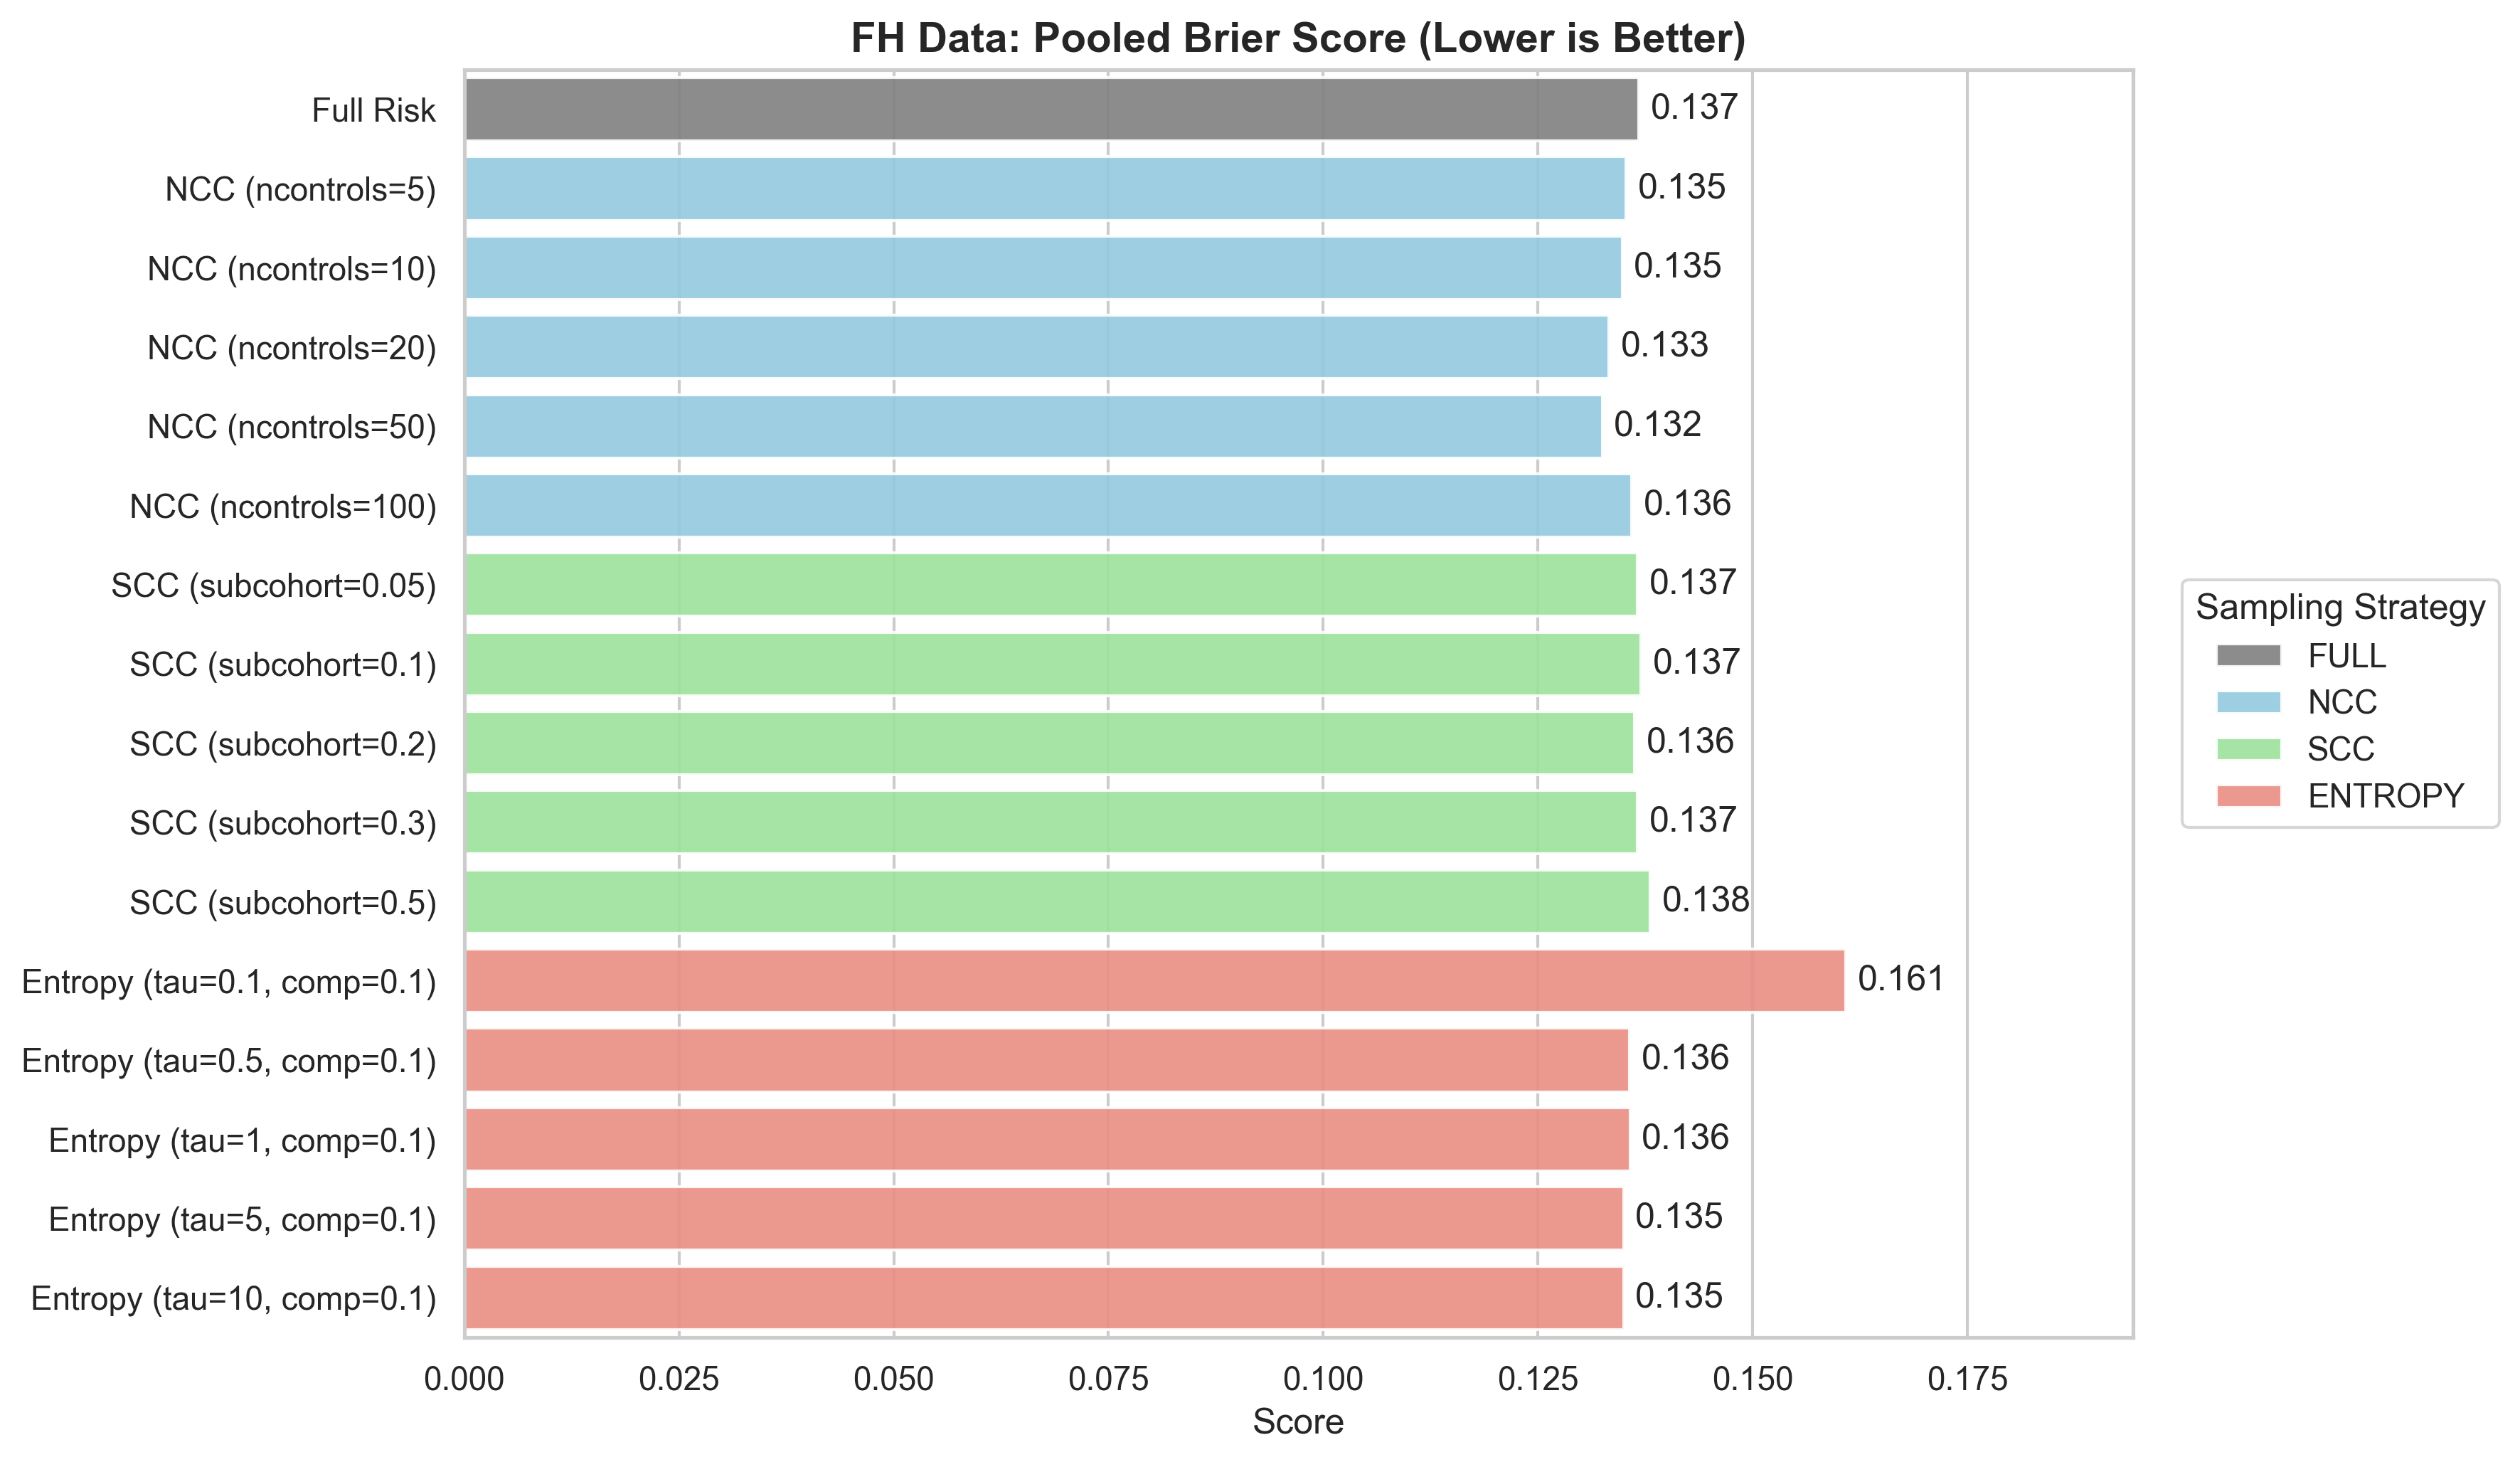 FH Data: Pooled Brier Score (Lower is Better)
Full Risk 0.137
NCC (ncontrols=5) 0.135
NCC (ncontrols=10) 0.135
NCC (ncontrols=20) 0.133
NCC (ncontrols=50) 0.132
NCC (ncontrols=100) 0.136
SCC (subcohort=0.05) 0.137
SCC (subcohort=0.1) 0.137
SCC (subcohort=0.2) 0.136
SCC (subcohort=0.3) 0.137
SCC (subcohort=0.5) 0.138
Entropy (tau=0.1, comp=0.1) 0.161
Entropy (tau=0.5, comp=0.1) 0.136
Entropy (tau=1, comp=0.1) 0.136
Entropy (tau=5, comp=0.1) 0.135
Entropy (tau=10, comp=0.1) 0.135
0.000 0.025 0.050 0.075 0.100 0.125 0.150 0.175
Score
Sampling Strategy
FULL
NCC
SCC
ENTROPY